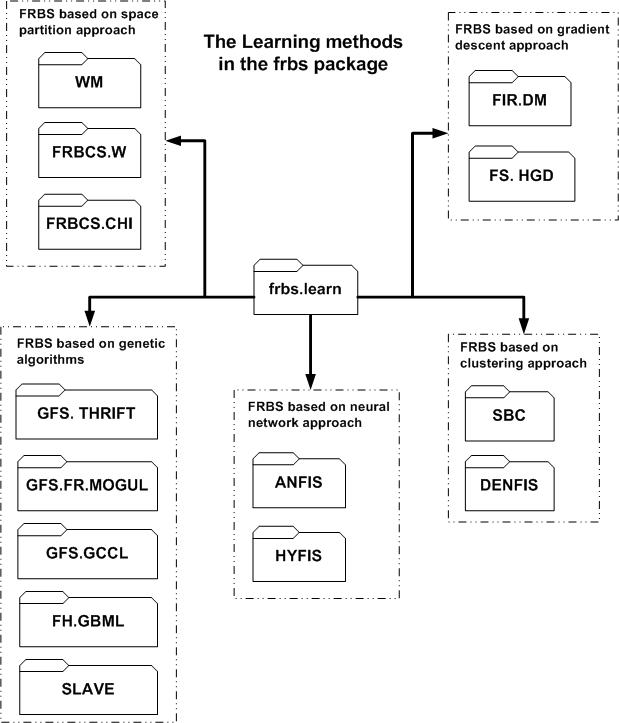 FRBS based on space
partition approach
WM
FRBCS.W
FRBCS.CHI
The Learning methods
in the frbs package
FRBS based on gradient
descent approach
FIR.DM
FS. HGD
frbs.learn
FRBS based on genetic
algorithms
GFS. THRIFT
GFS.FR.MOGUL
GFS.GCCL
FH.GBML
SLAVE
FRBS based on neural
network approach
ANFIS
HYFIS
FRBS based on
clustering approach
SBC
DENFIS